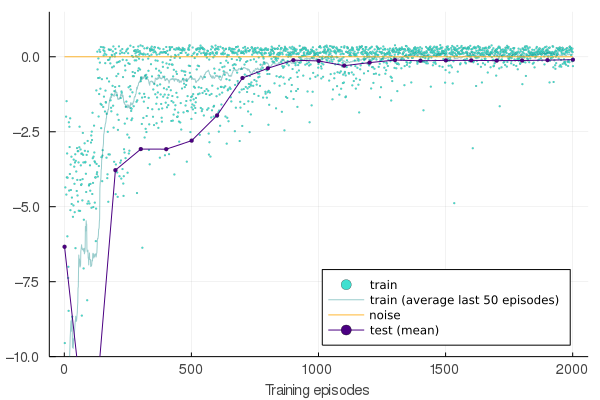 0.0
−2.5
−5.0
−7.5
−10.0
train
train (average last 50 episodes)
noise
test (mean)
0
500
1000
1500
2000
Training episodes